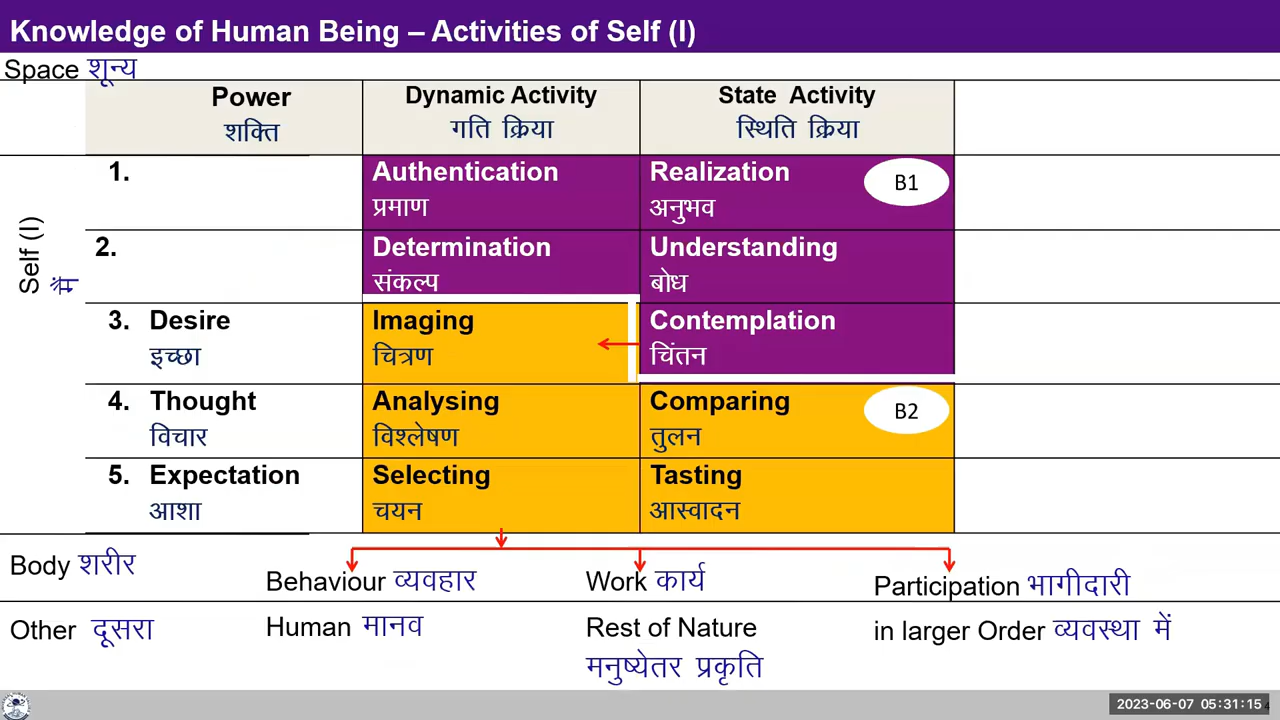 Knowledge of Human Being – Activities of Self (I)
Space शून्य
Power Dynamic Activity State Activity
शक्ति गति क्रिया स्थिति क्रिया
Self (I)
मैं
1. Authentication Realization B1
प्रमाण अनुभव
2. Determination Understanding
संकल्प बोध
3. Desire Imaging Contemplation
इच्छा चित्रण चिंतन
4. Thought Analysing Comparing B2
विचार विश्लेषण तुलन
5. Expectation Selecting Tasting
आशा चयन आस्वादन
Body शरीर
Behaviour व्यवहार Work कार्य Participation भागीदारी
Other दूसरा Human मानव Rest of Nature in larger Order व्यवस्था में
मनुष्येतर प्रकृति
2023-06-07 05:31:15